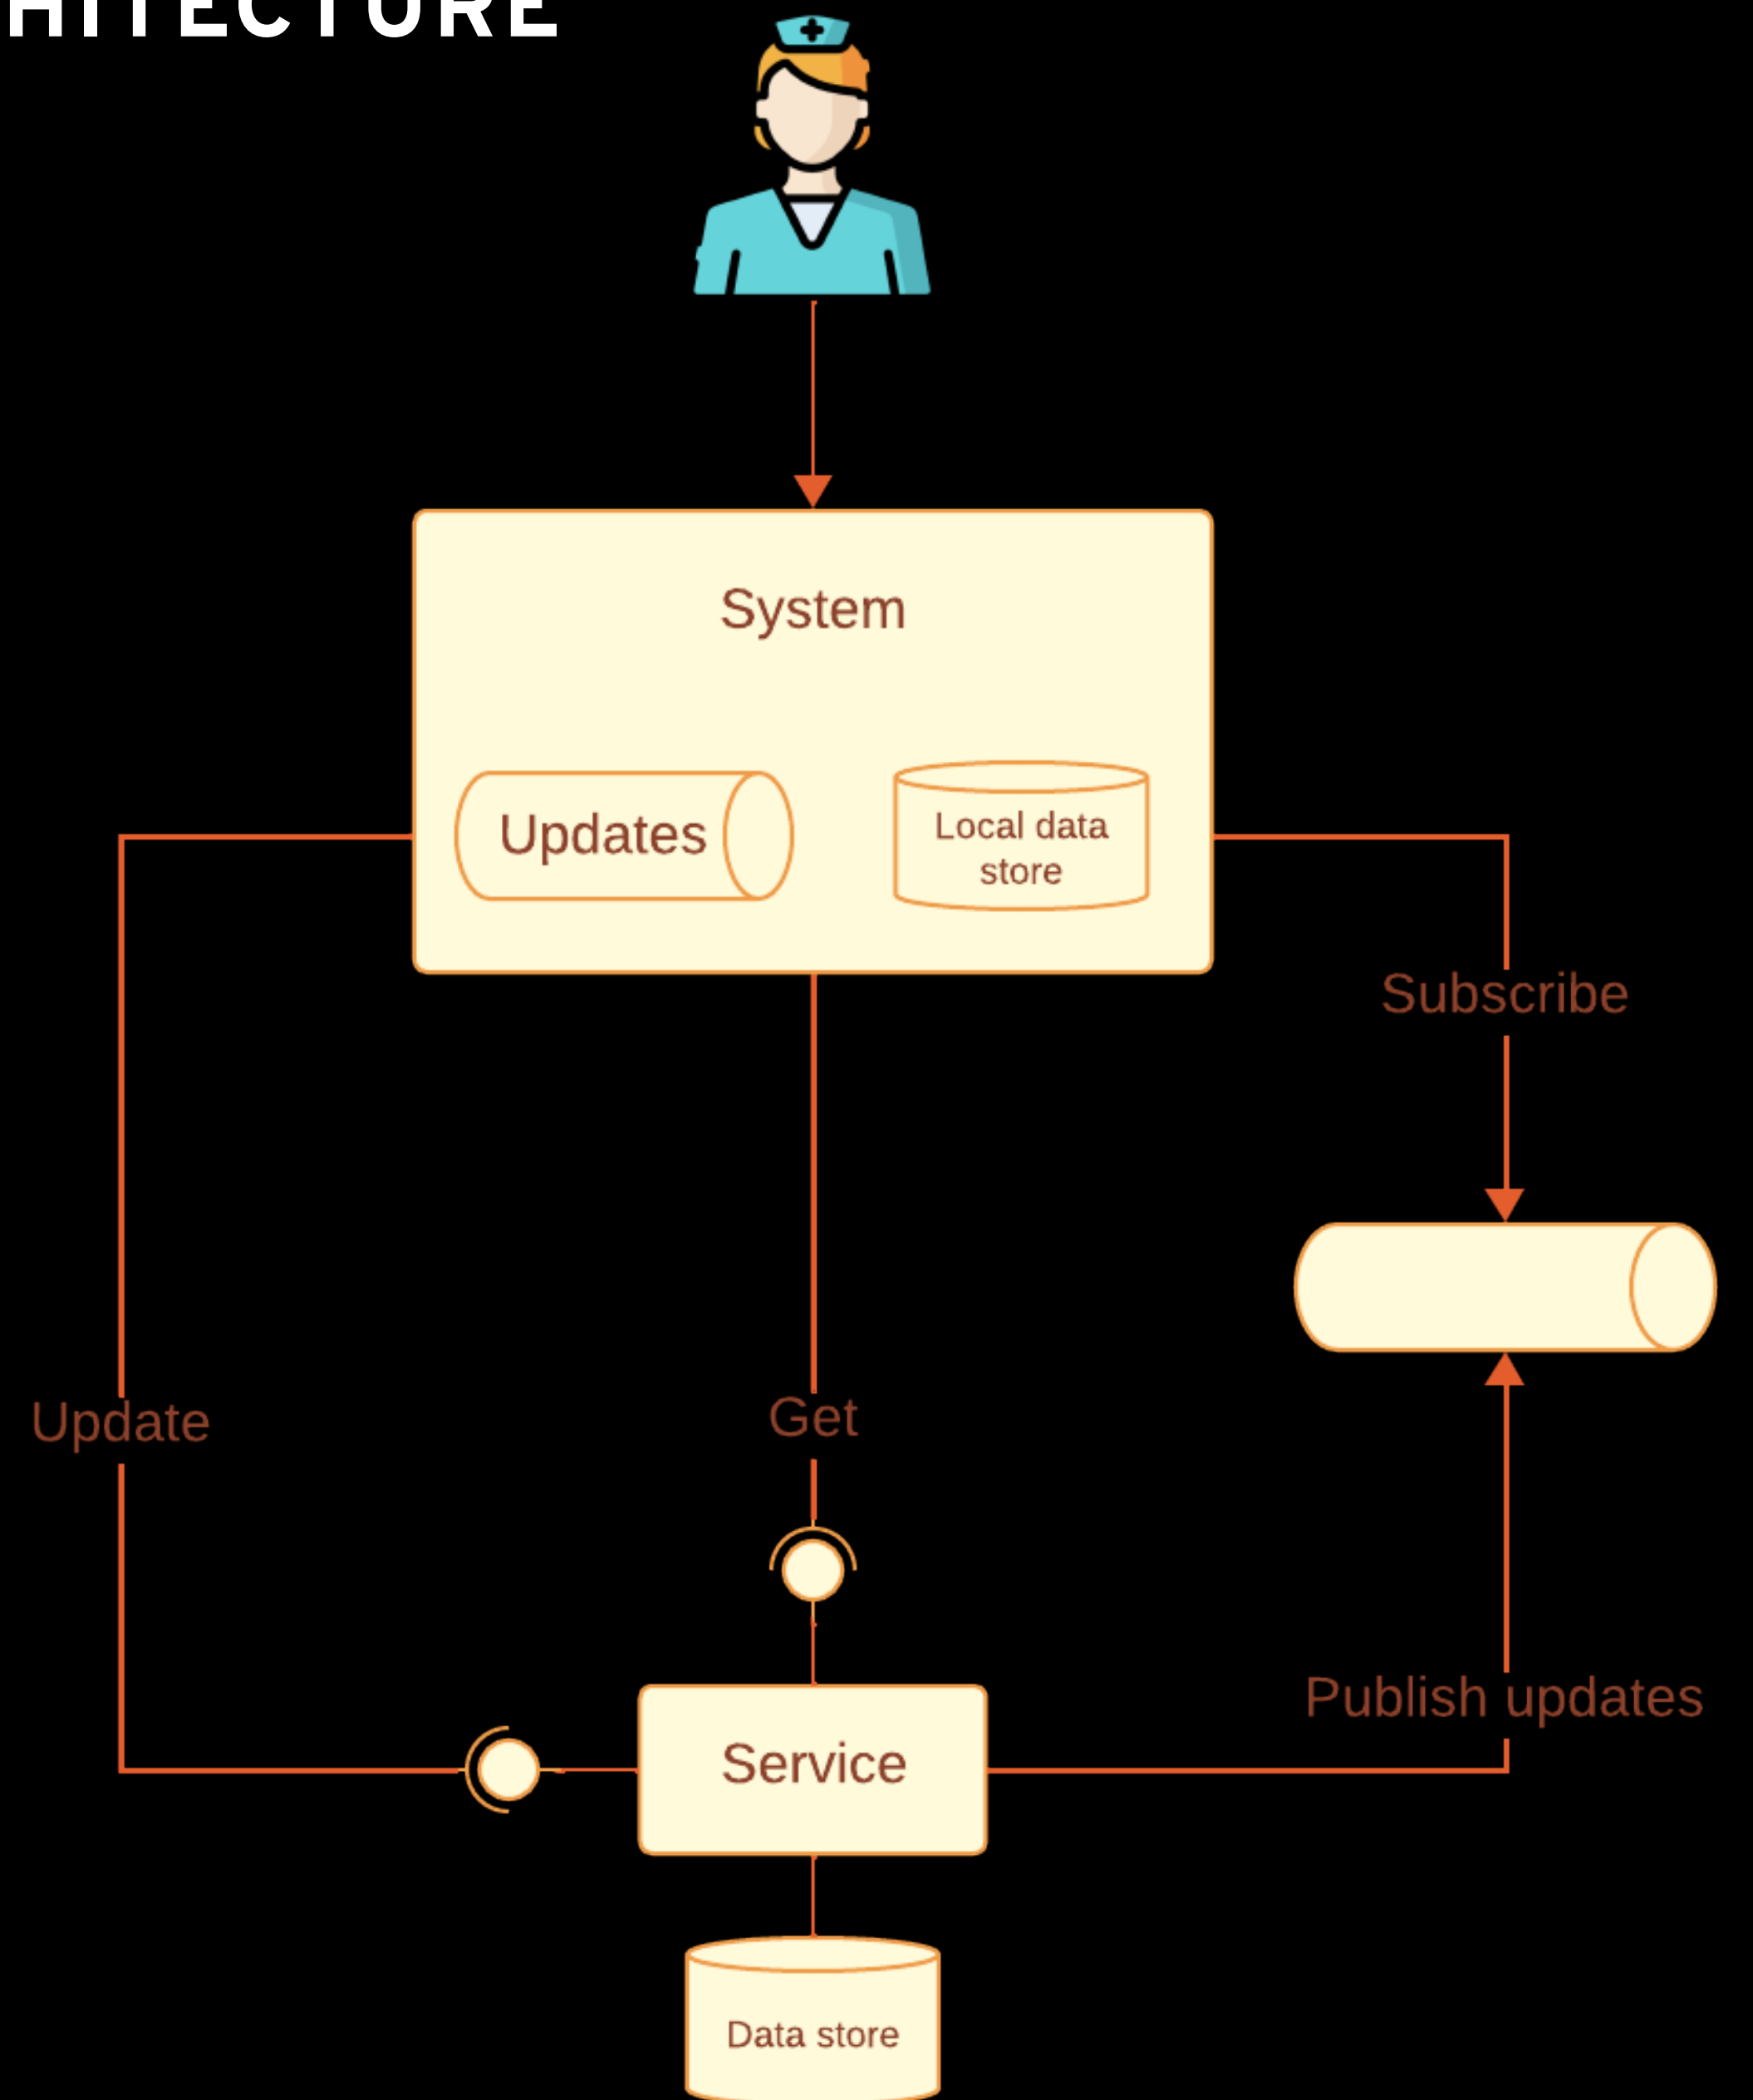 HITECTURE
System
Updates
Local data
store
Subscribe
Update
Get
Publish updates
Service
Data store